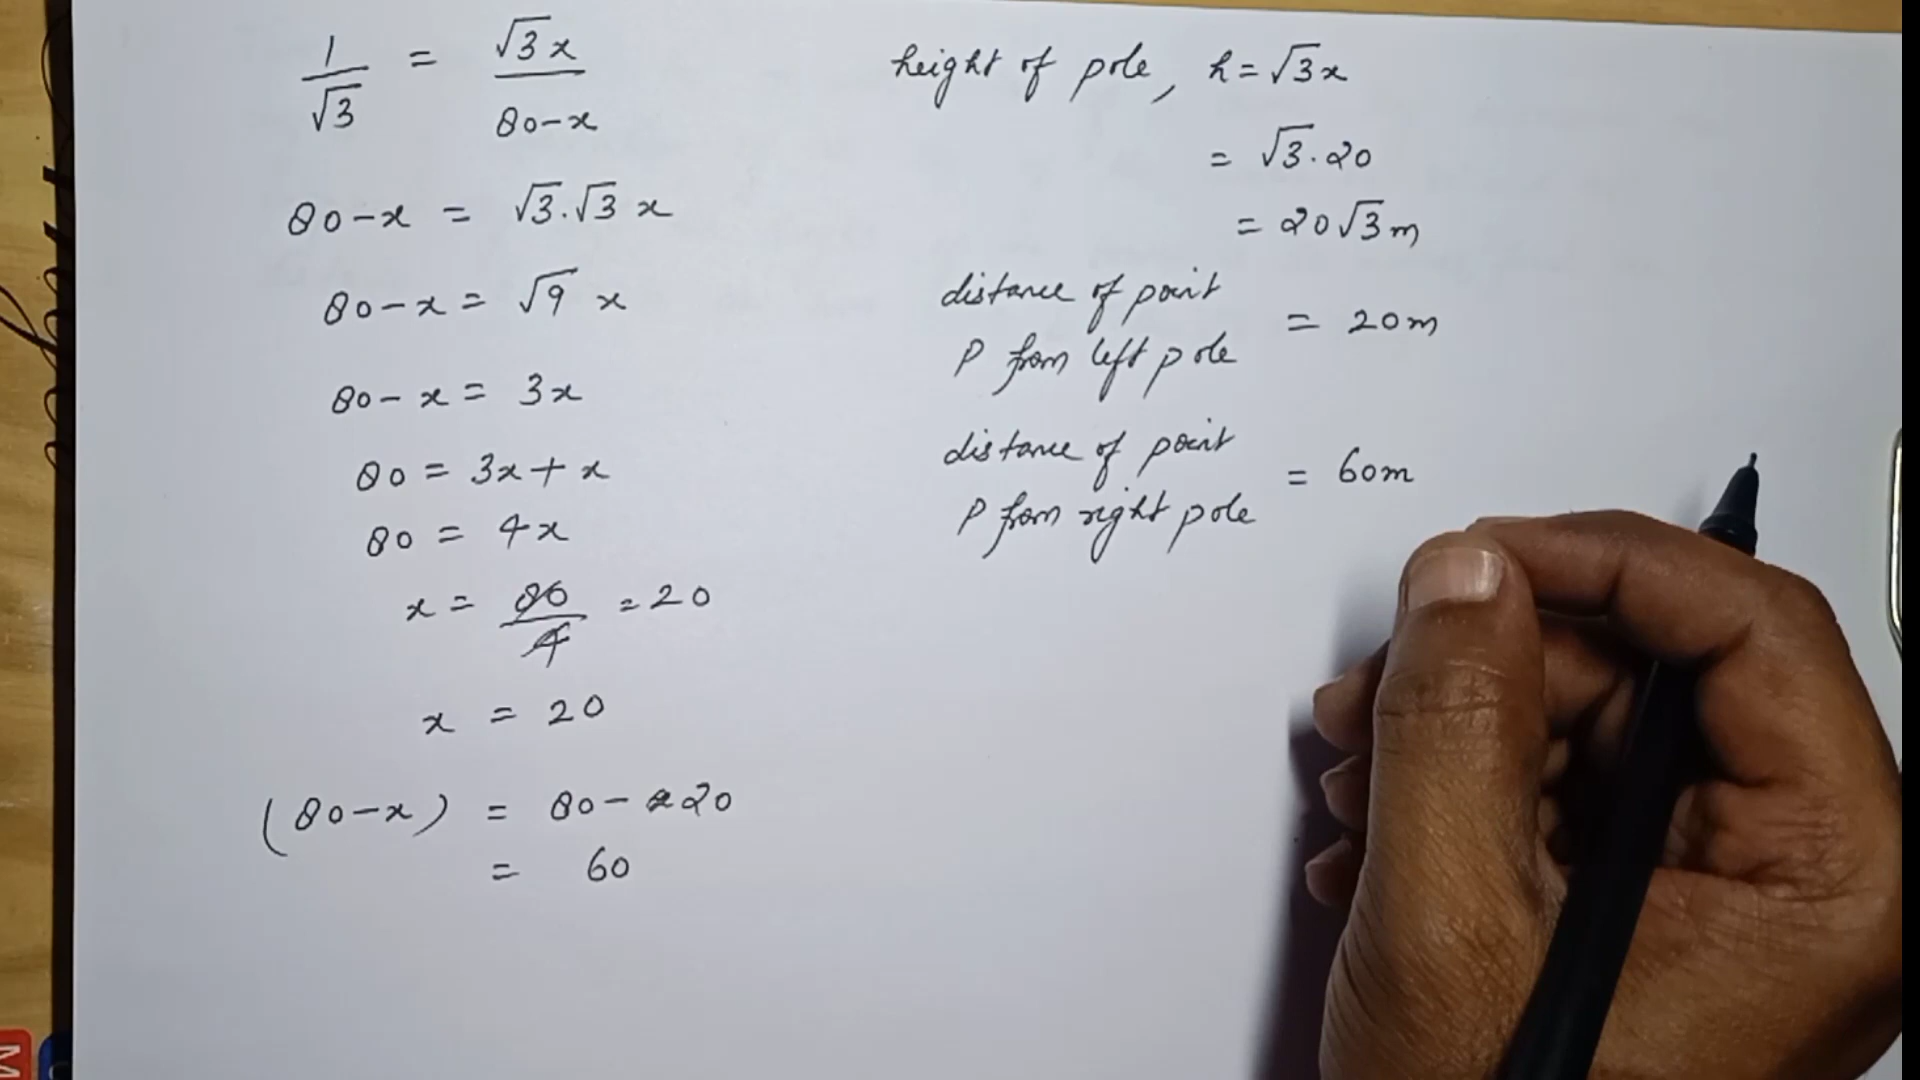 1/√3 = √3x/80-x
80-x = √3.√3 x
80-x = √9 x
80-x = 3x
80 = 3x+x
80 = 4x
x = 80/4 = 20
x = 20
(80-x) = 80-20
= 60
height of pole, h=√3x
= √3.20
= 20√3m
distance of point
P from left pole = 20m
distance of point
P from right pole = 60m
M